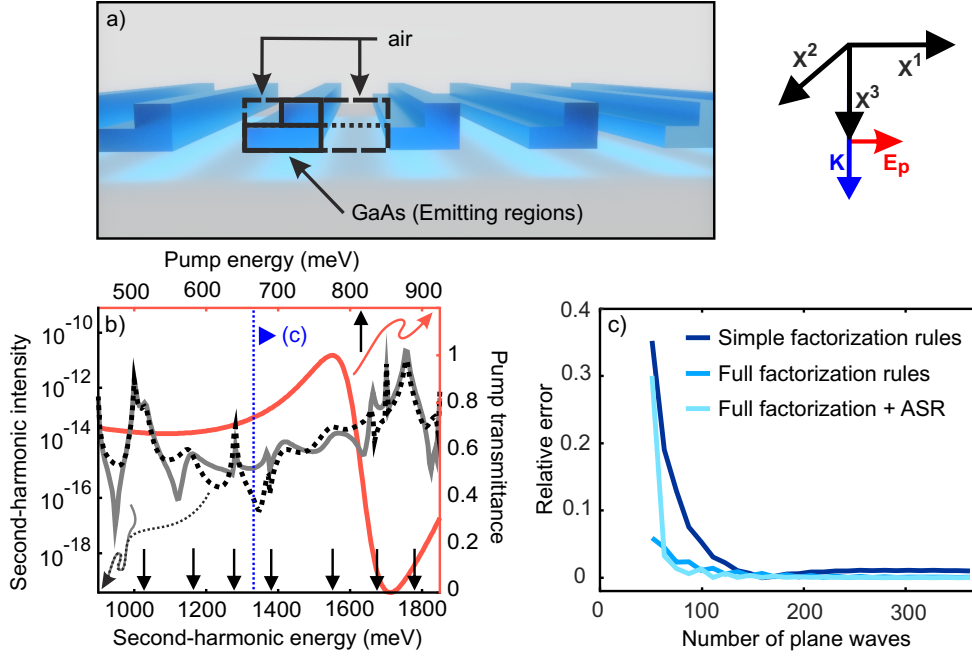 a)
air
GaAs (Emitting regions)
X²
X¹
X³
K
Eₚ
Pump energy (meV)
500 600 700 800 900
b)
(c)
Second-harmonic intensity
10⁻¹⁰
10⁻¹²
10⁻¹⁴
10⁻¹⁶
10⁻¹⁸
Pump transmittance
1
0.8
0.6
0.4
0.2
0
1000 1200 1400 1600 1800
Second-harmonic energy (meV)
c)
Simple factorization rules
Full factorization rules
Full factorization + ASR
Relative error
0.4
0.3
0.2
0.1
0
0 100 200 300
Number of plane waves